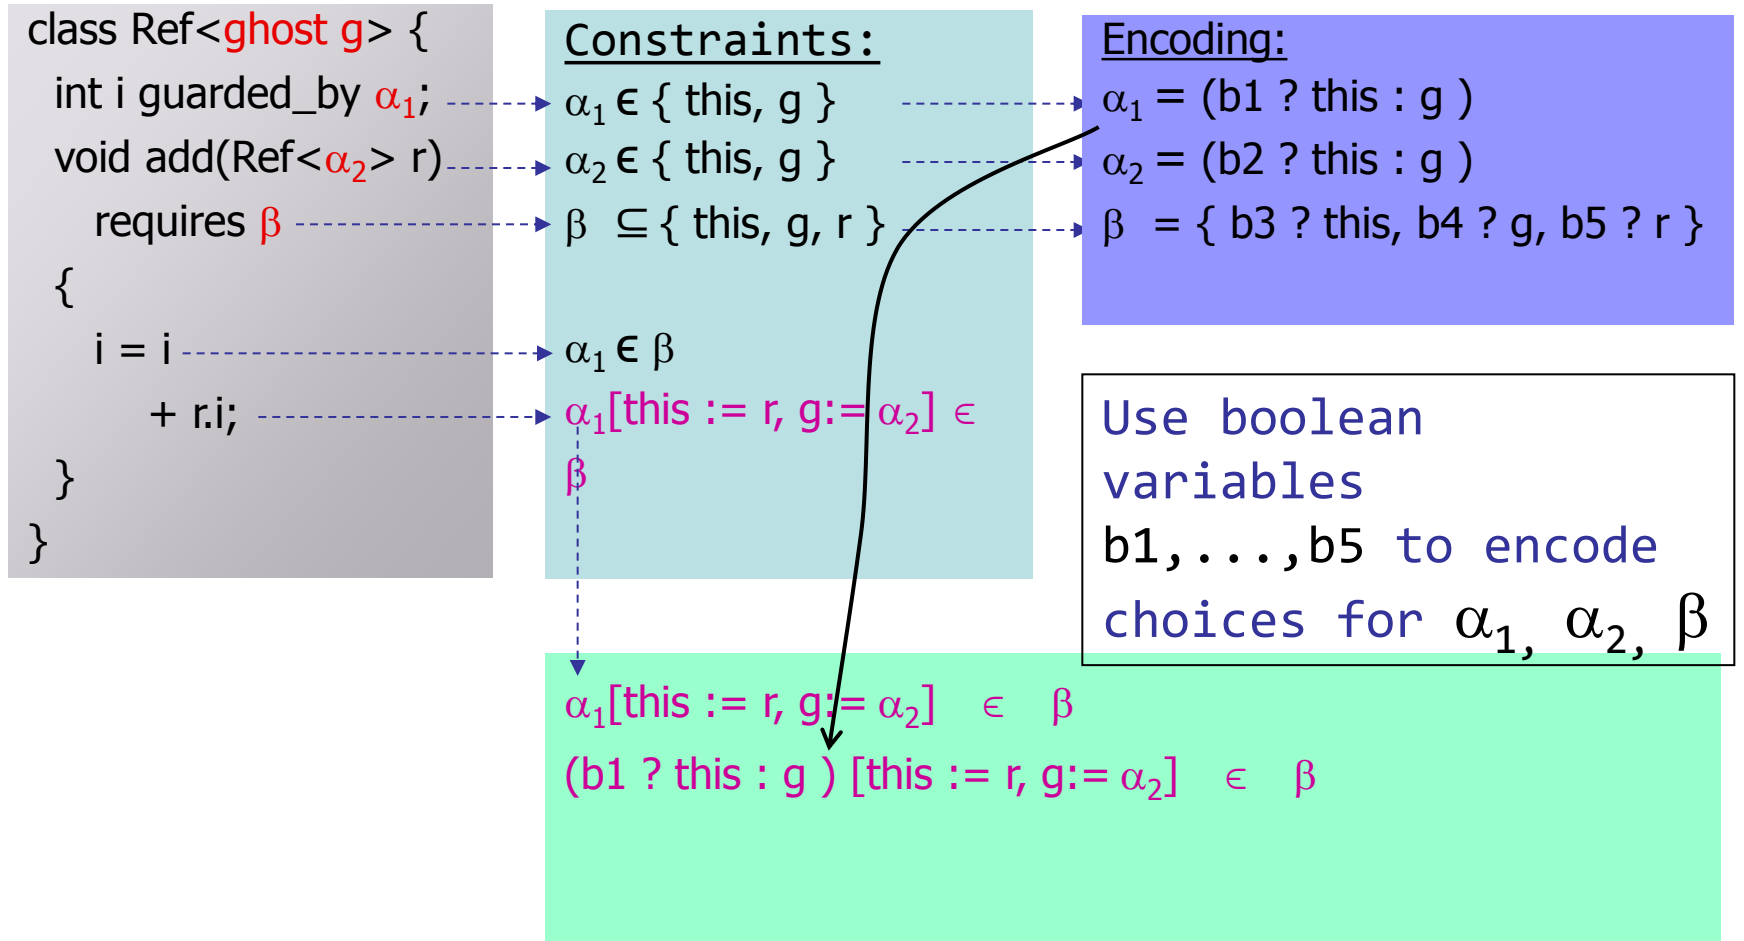 class Ref<ghost g> {
int i guarded_by α₁;
void add(Ref<α₂> r)
requires β
{
i = i
+ r.i;
}
}
Constraints:
α₁ ϵ { this, g }
α₂ ϵ { this, g }
β ⊆ { this, g, r }
α₁ ϵ β
α₁[this := r, g:= α₂] ∈
β
Encoding:
α₁ = (b1 ? this : g )
α₂ = (b2 ? this : g )
β = { b3 ? this, b4 ? g, b5 ? r }
Use boolean
variables
b1,...,b5 to encode
choices for α₁, α₂, β
α₁[this := r, g:= α₂] ∈ β
(b1 ? this : g ) [this := r, g:= α₂] ∈ β